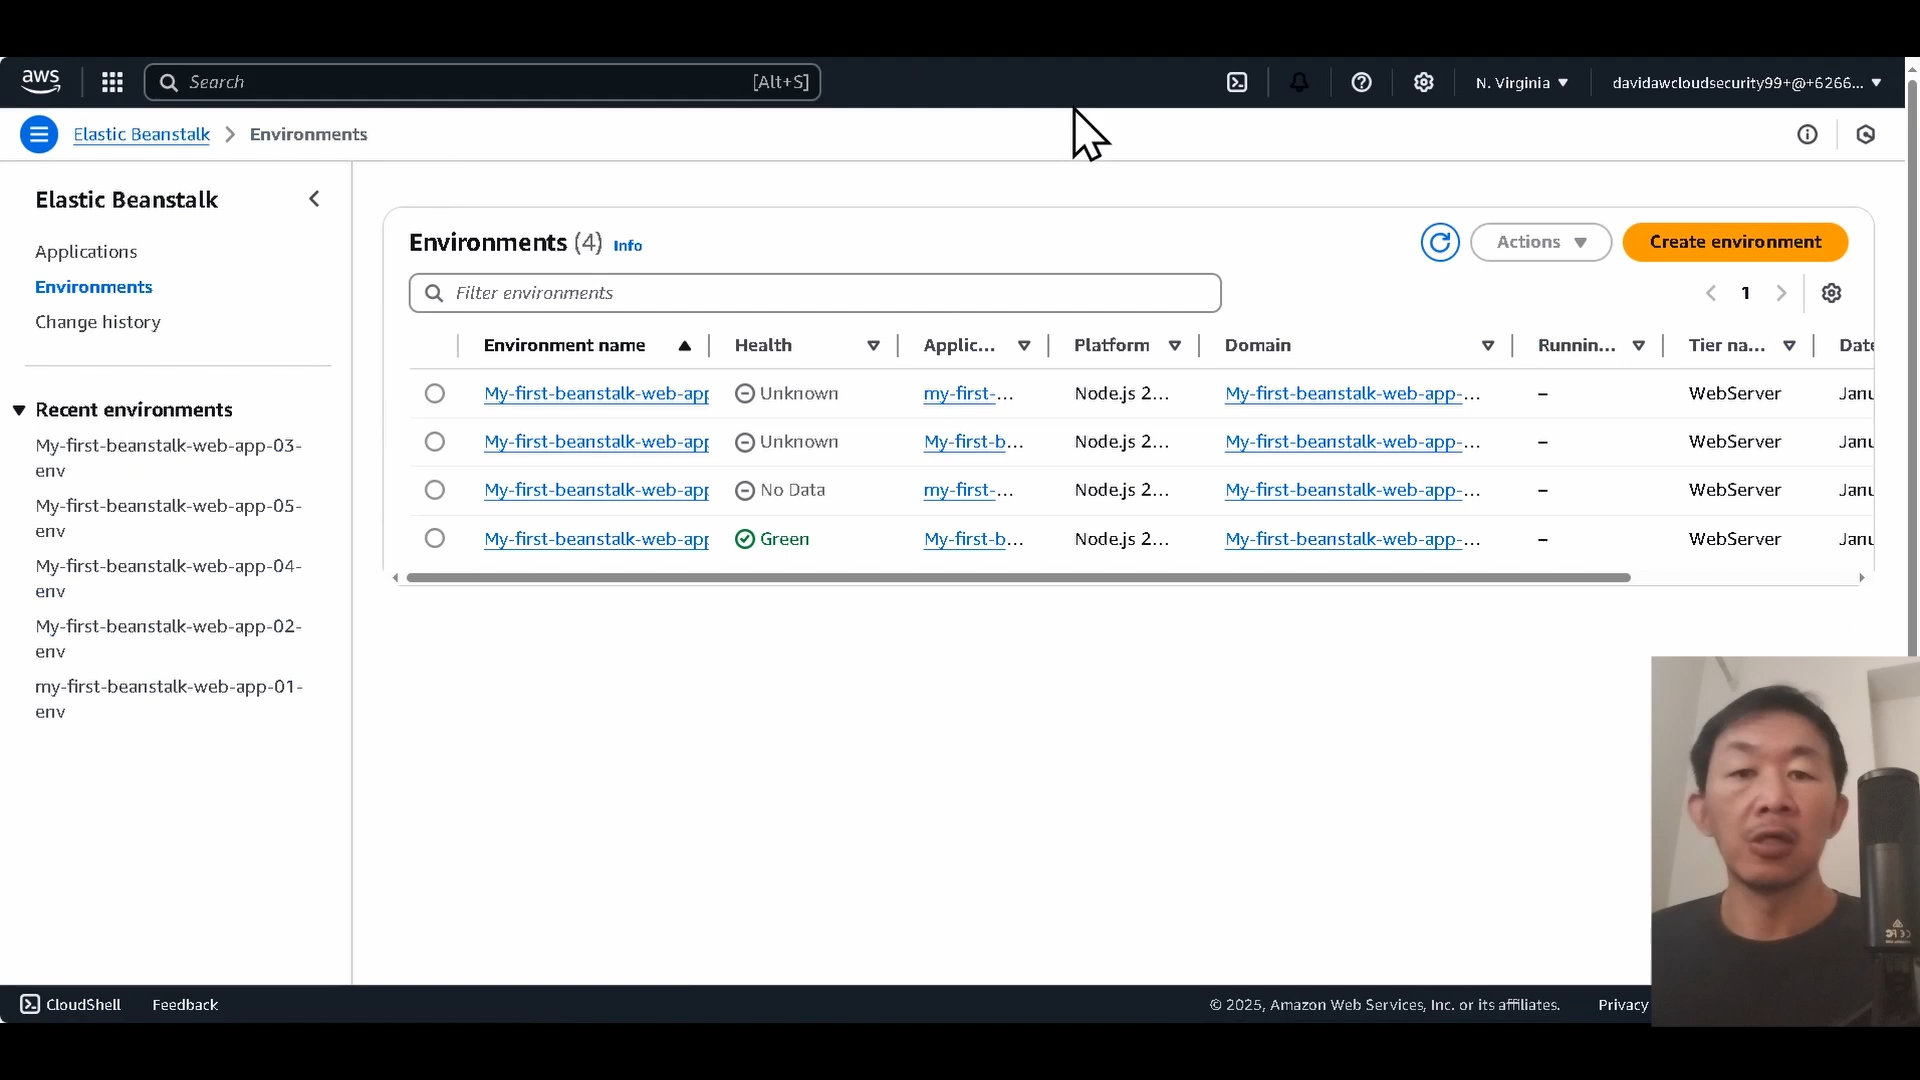 aws
Search [Alt+S]
N. Virginia
davidawcloudsecurity99+@+6266...
Elastic Beanstalk
Environments
Elastic Beanstalk
Applications
Environments
Change history
Recent environments
My-first-beanstalk-web-app-03-
env
My-first-beanstalk-web-app-05-
env
My-first-beanstalk-web-app-04-
env
My-first-beanstalk-web-app-02-
env
my-first-beanstalk-web-app-01-
env
Environments (4) Info
Actions
Create environment
Filter environments
1
Environment name Health Applic... Platform Domain Runnin... Tier na... Date
My-first-beanstalk-web-app Unknown my-first-... Node.js 2... My-first-beanstalk-web-app-... – WebServer Janu
My-first-beanstalk-web-app Unknown My-first-b... Node.js 2... My-first-beanstalk-web-app-... – WebServer Janu
My-first-beanstalk-web-app No Data my-first-... Node.js 2... My-first-beanstalk-web-app-... – WebServer Janu
My-first-beanstalk-web-app Green My-first-b... Node.js 2... My-first-beanstalk-web-app-... – WebServer Janu
CloudShell
Feedback
© 2025, Amazon Web Services, Inc. or its affiliates.
Privacy